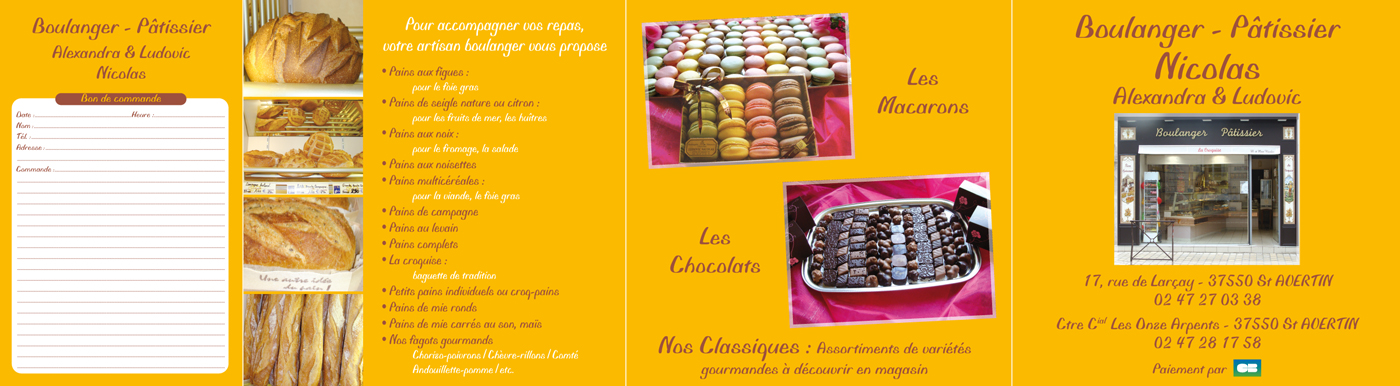 Boulanger - Pâtissier
Alexandra & Ludovic
Nicolas
Bon de commande
Date : Heure :
Nom :
Tél. :
Adresse :
Commande :
Une autre idée
du pain !
Pour accompagner vos repas,
votre artisan boulanger vous propose
• Pains aux figues :
pour le foie gras
• Pains de seigle nature ou citron :
pour les fruits de mer, les huîtres
• Pains aux noix :
pour le fromage, la salade
• Pains aux noisettes
• Pains multicéréales :
pour la viande, le foie gras
• Pains de campagne
• Pains au levain
• Pains complets
• La croquise :
baguette de tradition
• Petits pains individuels ou croq-pains
• Pains de mie ronds
• Pains de mie carrés au son, maïs
• Nos fagots gourmands
Chorizo-poivrons / Chèvre-rillons / Comté
Andouillette-pomme / etc.
Les
Macarons
Les
Chocolats
Nos Classiques : Assortiments de variétés
gourmandes à découvrir en magasin
Boulanger - Pâtissier
Nicolas
Alexandra & Ludovic
Boulanger Pâtissier
17, rue de Larçay - 37550 St AVERTIN
02 47 27 03 38
Ctre Cial Les Onze Arpents - 37550 St AVERTIN
02 47 28 17 58
Paiement par CB